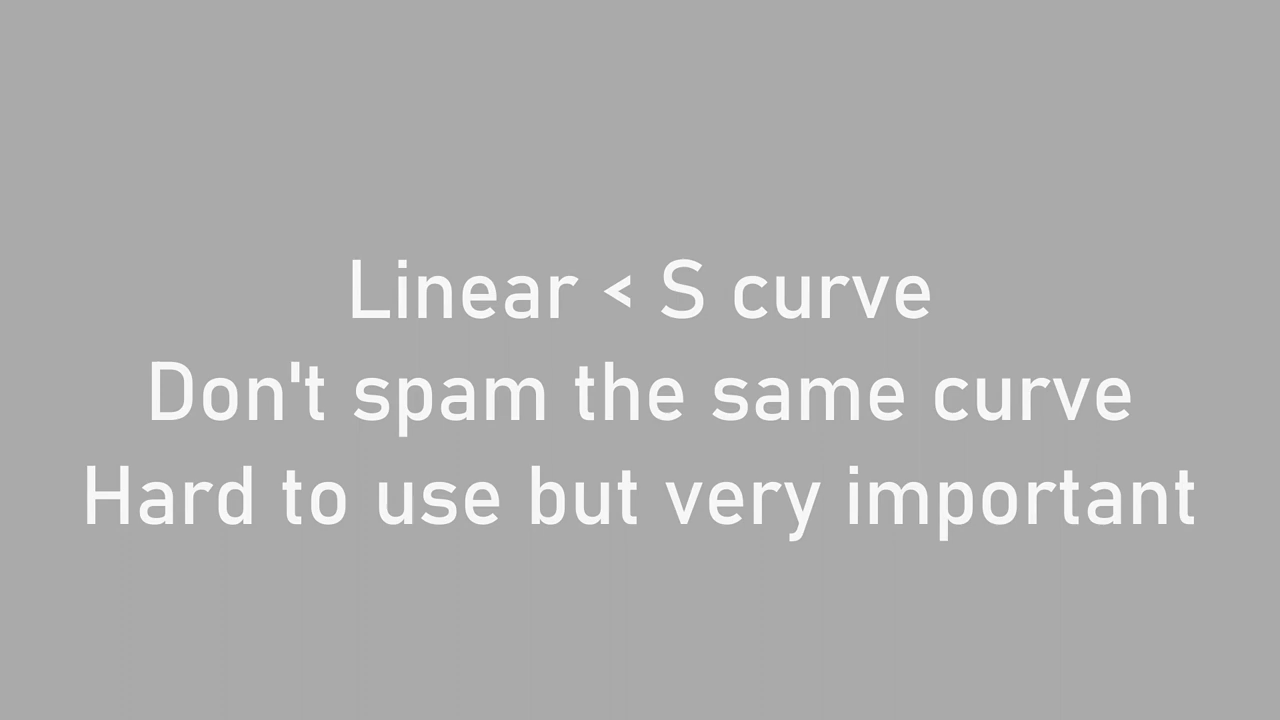 Linear < S curve
Don't spam the same curve
Hard to use but very important